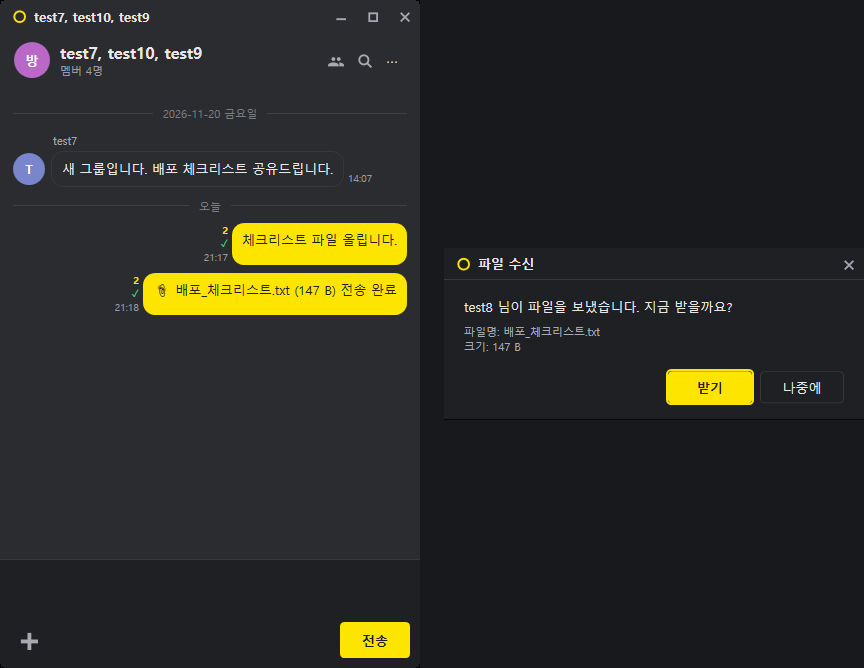 test7, test10, test9
방
test7, test10, test9
멤버 4명
2026-11-20 금요일
test7
T
새 그룹입니다. 배포 체크리스트 공유드립니다.
14:07
오늘
2
체크리스트 파일 올립니다.
21:17
2
배포_체크리스트.txt (147 B) 전송 완료
21:18
전송
파일 수신
test8 님이 파일을 보냈습니다. 지금 받을까요?
파일명: 배포_체크리스트.txt
크기: 147 B
받기
나중에